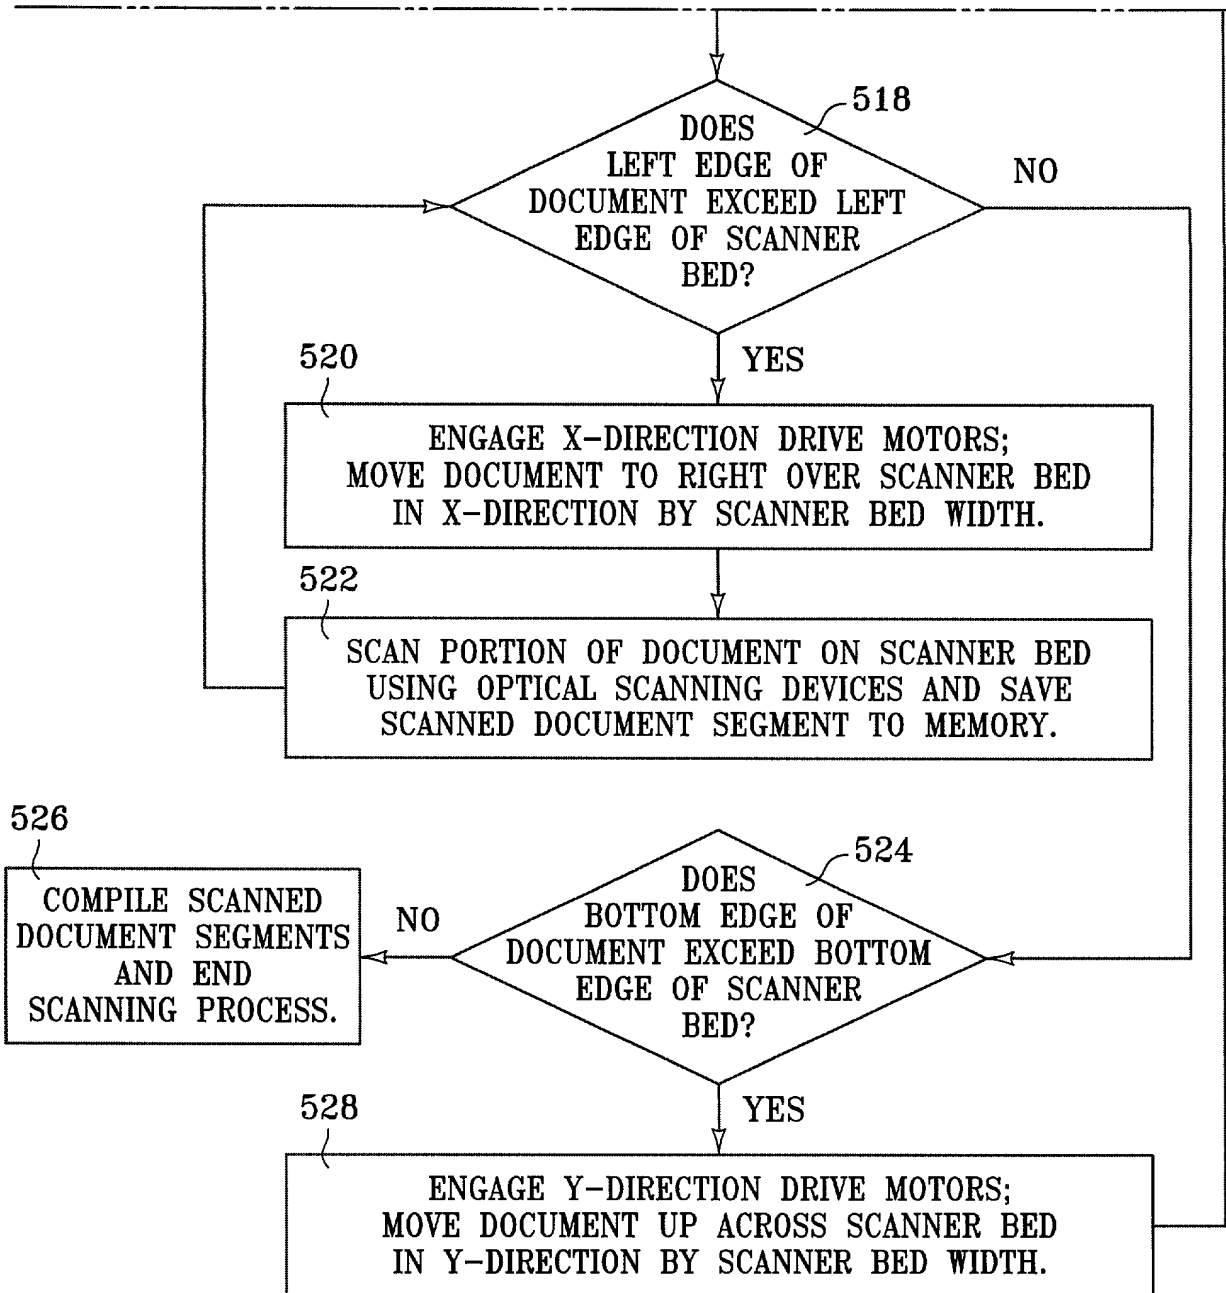 518
DOES
LEFT EDGE OF
DOCUMENT EXCEED LEFT
EDGE OF SCANNER
BED?
NO
YES
520
ENGAGE X-DIRECTION DRIVE MOTORS;
MOVE DOCUMENT TO RIGHT OVER SCANNER BED
IN X-DIRECTION BY SCANNER BED WIDTH.
522
SCAN PORTION OF DOCUMENT ON SCANNER BED
USING OPTICAL SCANNING DEVICES AND SAVE
SCANNED DOCUMENT SEGMENT TO MEMORY.
524
DOES
BOTTOM EDGE OF
DOCUMENT EXCEED BOTTOM
EDGE OF SCANNER
BED?
NO
526
COMPILE SCANNED
DOCUMENT SEGMENTS
AND END
SCANNING PROCESS.
YES
528
ENGAGE Y-DIRECTION DRIVE MOTORS;
MOVE DOCUMENT UP ACROSS SCANNER BED
IN Y-DIRECTION BY SCANNER BED WIDTH.